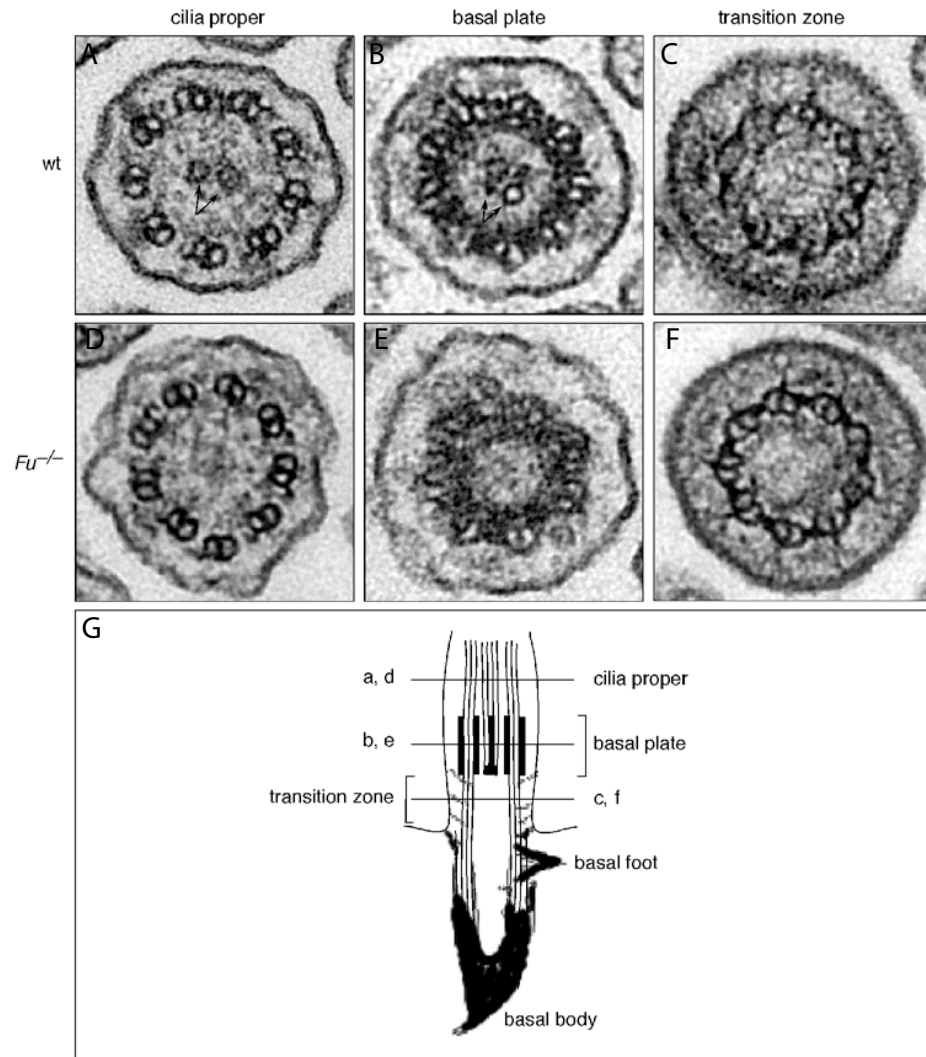 cilia proper basal plate transition zone
A B C
wt
D E F
Fu–/–
G
a, d cilia proper
b, e basal plate
transition zone c, f
basal foot
basal body